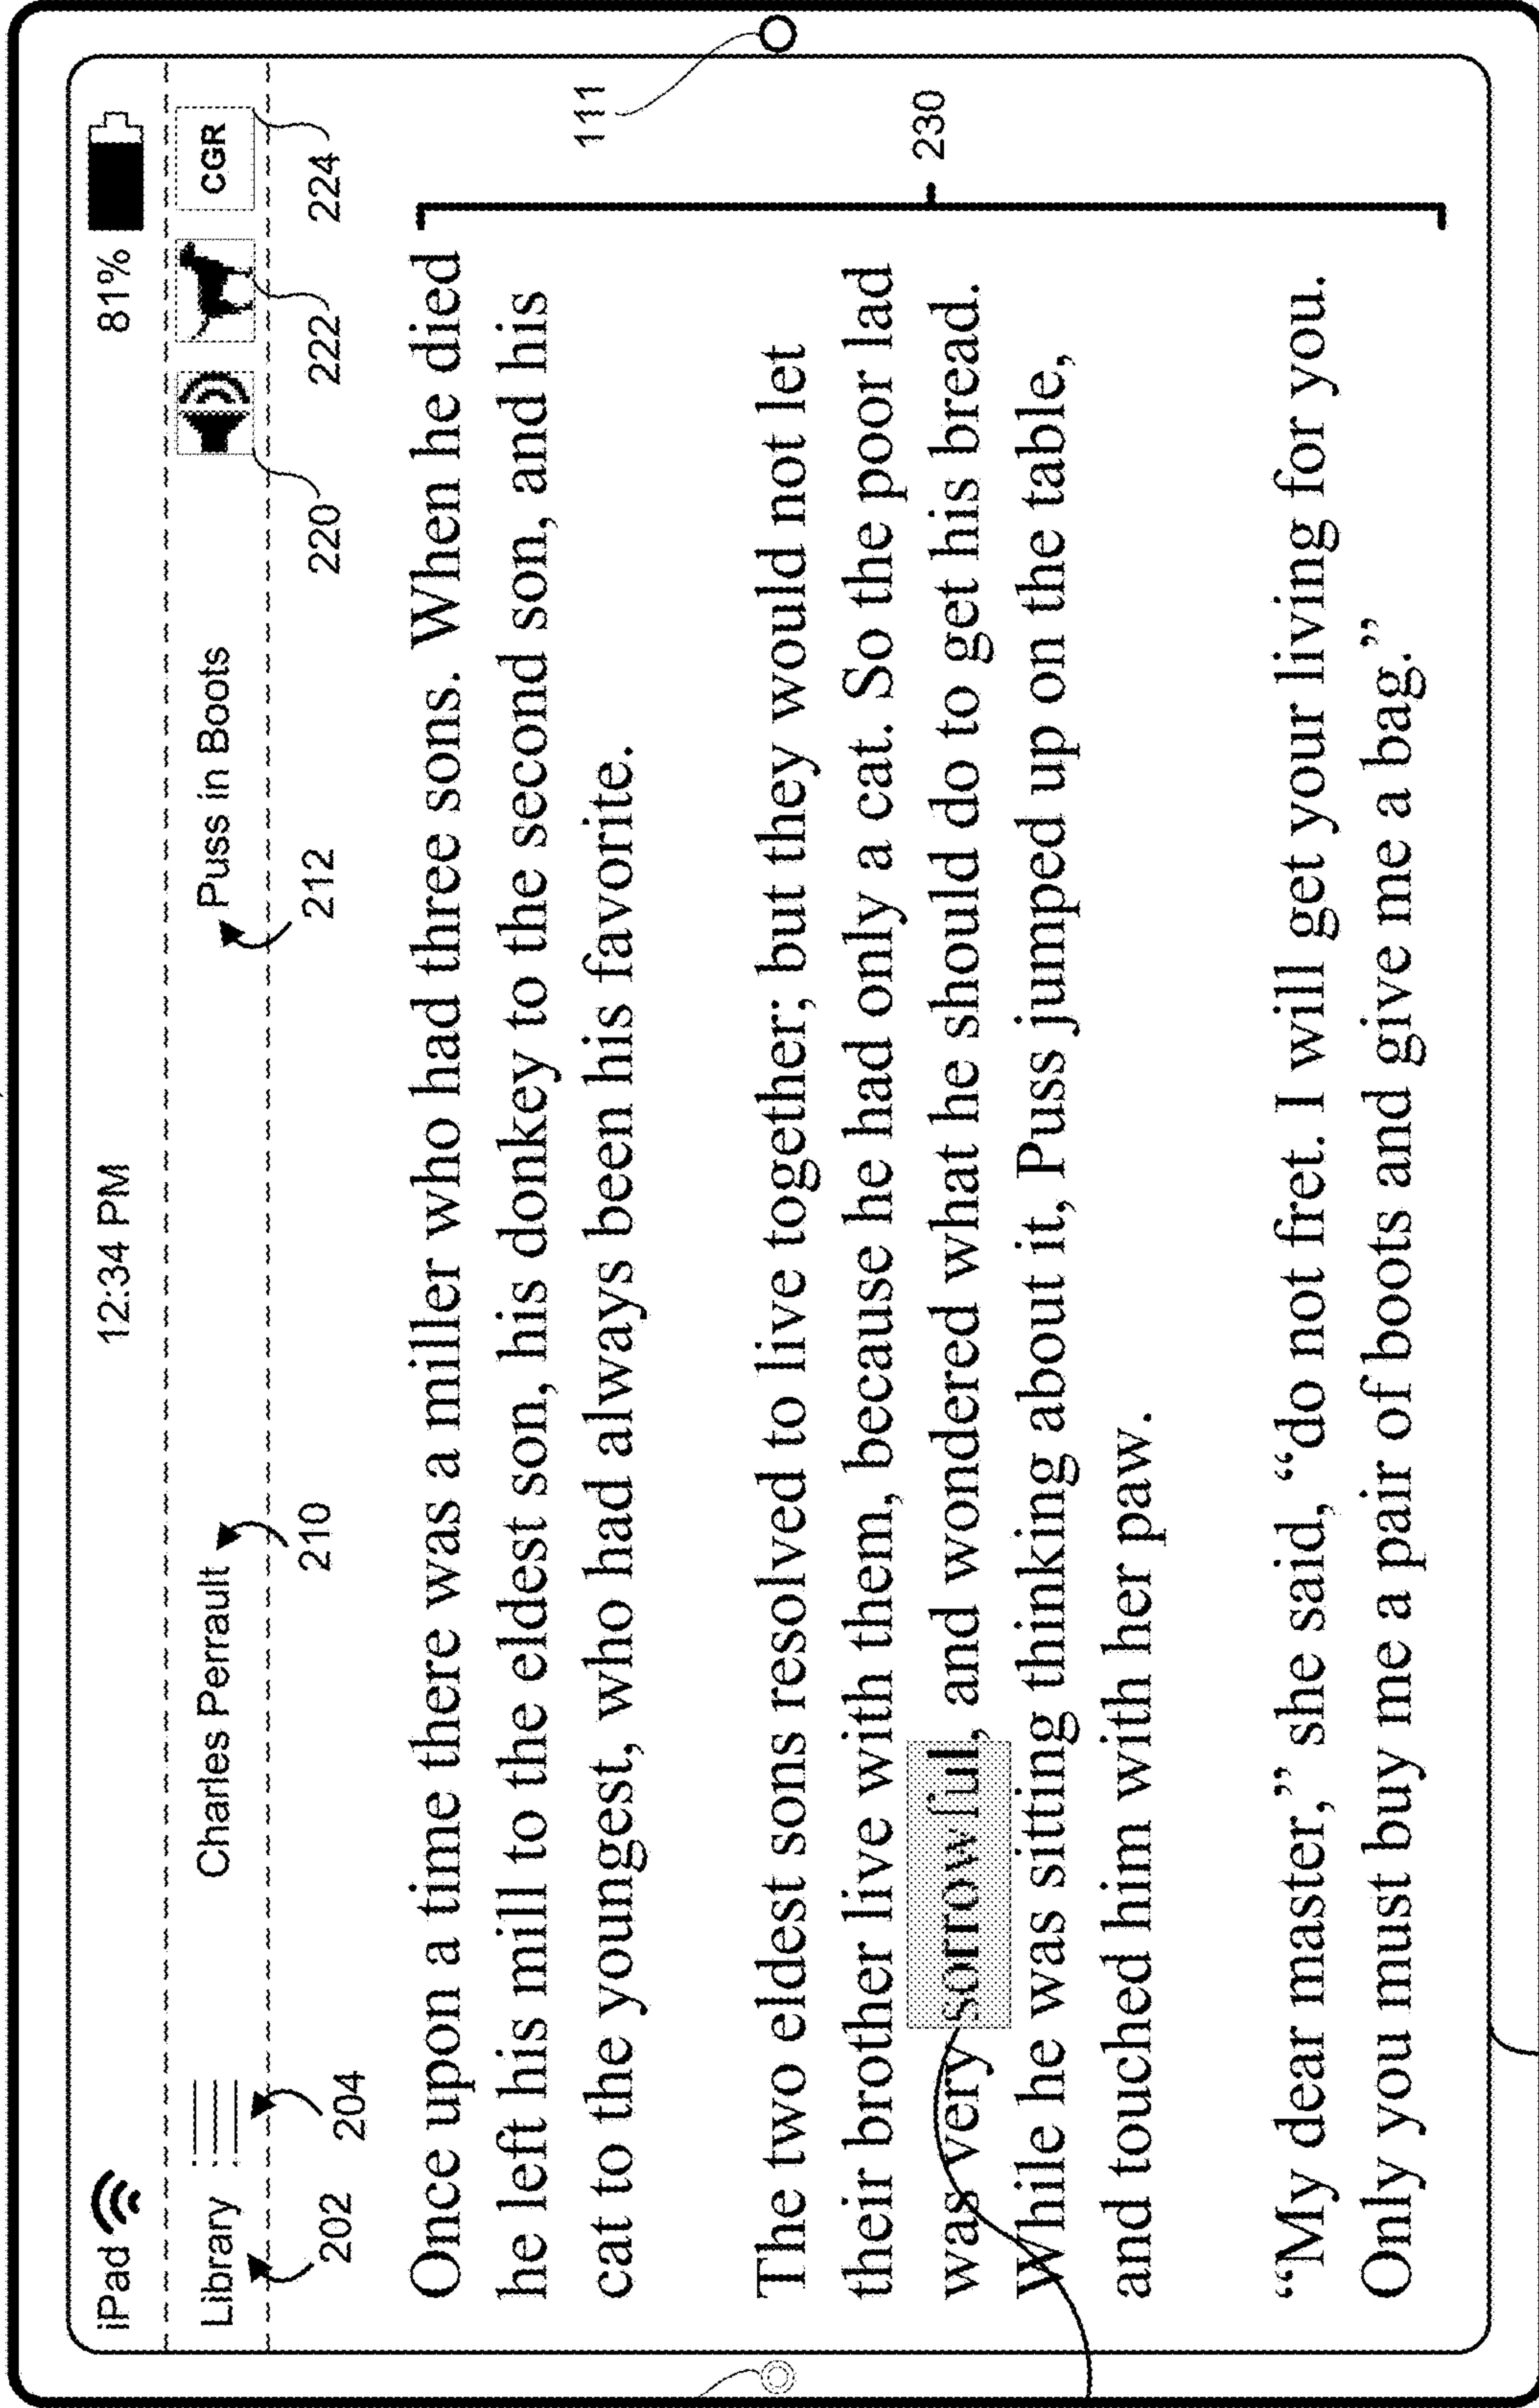 iPad 12:34 PM 81%
Library Charles Perrault Puss in Boots CGR
202 204 210 212 220 222 224
Once upon a time there was a miller who had three sons. When he died
he left his mill to the eldest son, his donkey to the second son, and his
cat to the youngest, who had always been his favorite.
111
The two eldest sons resolved to live together; but they would not let
their brother live with them, because he had only a cat. So the poor lad
was very sorrowful, and wondered what he should do to get his bread.
230
While he was sitting thinking about it, Puss jumped up on the table,
and touched him with her paw.
“My dear master,” she said, “do not fret. I will get your living for you.
Only you must buy me a pair of boots and give me a bag.”